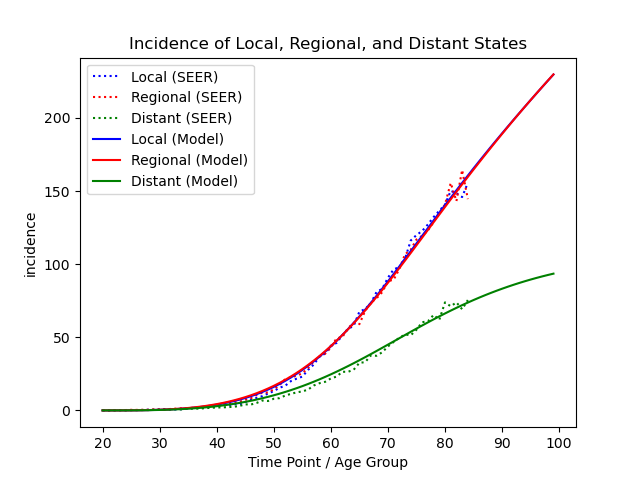 Incidence of Local, Regional, and Distant States
Local (SEER)
Regional (SEER)
Distant (SEER)
Local (Model)
Regional (Model)
Distant (Model)
incidence
200
150
100
50
0
20 30 40 50 60 70 80 90 100
Time Point / Age Group